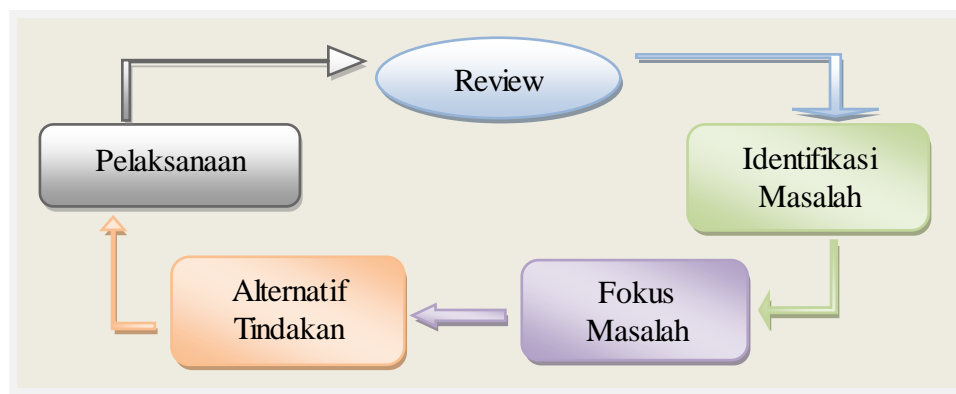 Review
Pelaksanaan
Identifikasi
Masalah
Alternatif
Tindakan
Fokus
Masalah